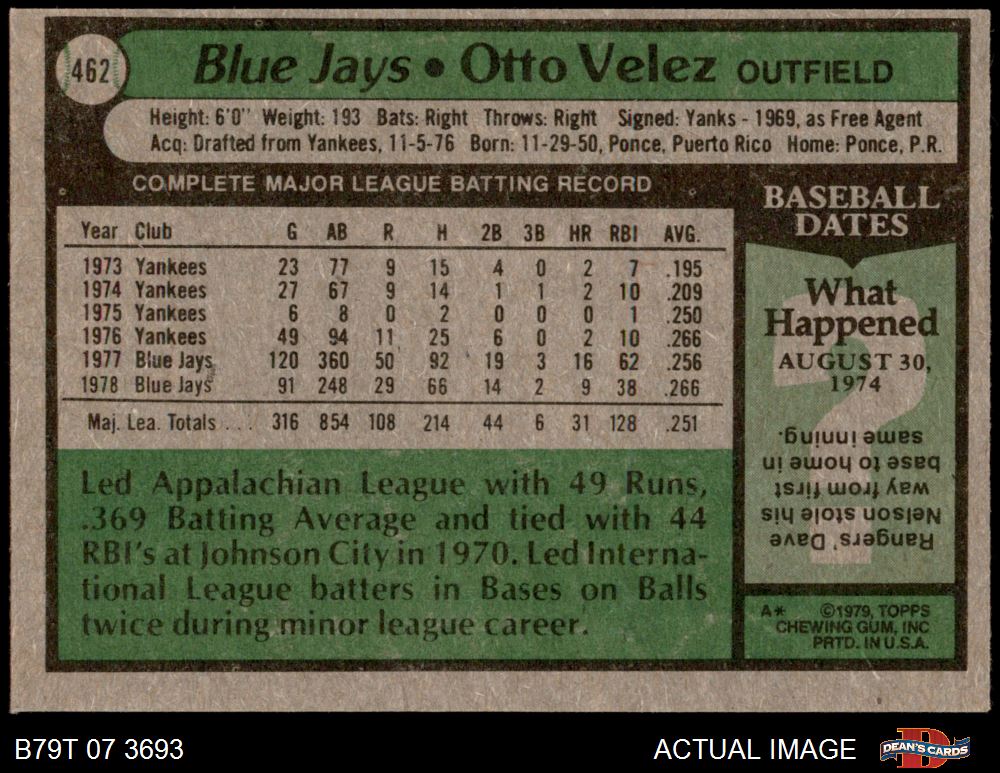 462 Blue Jays • Otto Velez OUTFIELD
Height: 6'0" Weight: 193 Bats: Right Throws: Right Signed: Yanks - 1969, as Free Agent
Acq: Drafted from Yankees, 11-5-76 Born: 11-29-50, Ponce, Puerto Rico Home: Ponce, P.R.
COMPLETE MAJOR LEAGUE BATTING RECORD
Year Club G AB R H 2B 3B HR RBI AVG.
1973 Yankees 23 77 9 15 4 0 2 7 .195
1974 Yankees 27 67 9 14 1 1 2 10 .209
1975 Yankees 6 8 0 2 0 0 0 1 .250
1976 Yankees 49 94 11 25 6 0 2 10 .266
1977 Blue Jays 120 360 50 92 19 3 16 62 .256
1978 Blue Jays 91 248 29 66 14 2 9 38 .266
Maj. Lea. Totals . . . 316 854 108 214 44 6 31 128 .251
Led Appalachian League with 49 Runs,
.369 Batting Average and tied with 44
RBI's at Johnson City in 1970. Led Interna-
tional League batters in Bases on Balls
twice during minor league career.
BASEBALL
DATES
What
Happened
AUGUST 30,
1974
Rangers' Dave
Nelson stole his
way from first
base to home in
same inning.
A* ©1979, TOPPS
CHEWING GUM, INC
PRTD. IN U.S.A.
B79T 07 3693
ACTUAL IMAGE
DEAN'S CARDS